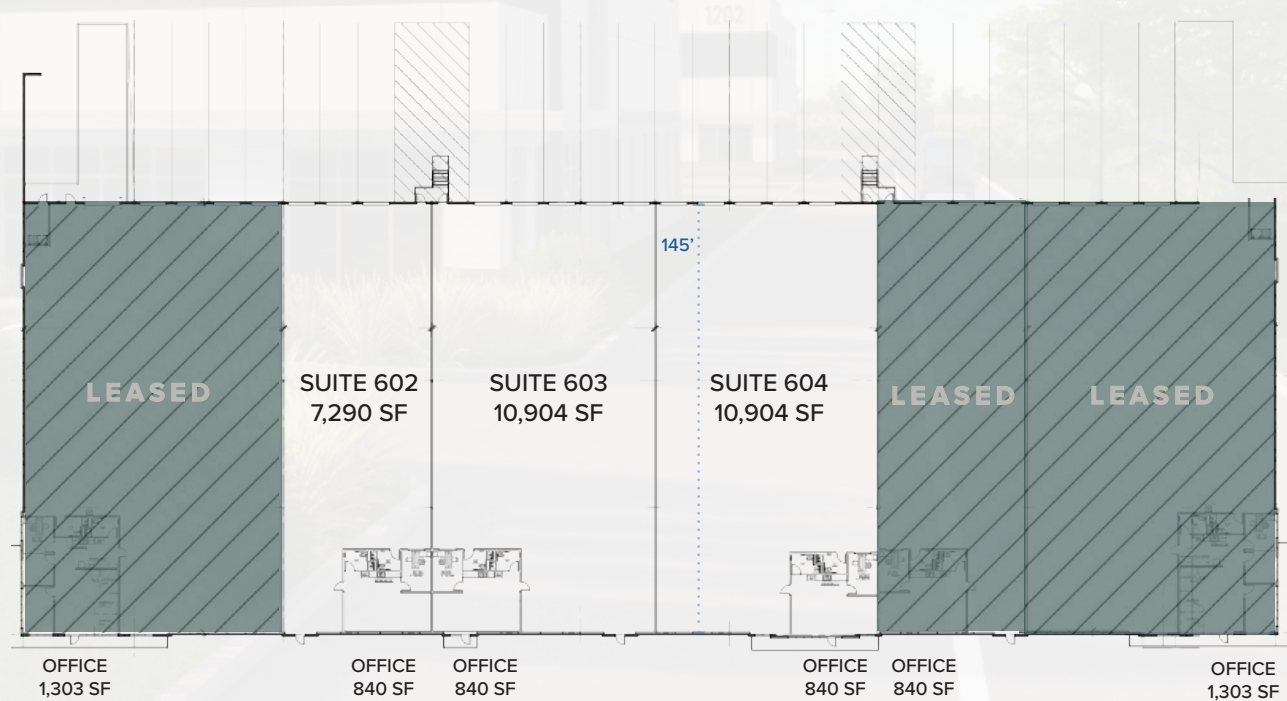 1202
145'
LEASED
SUITE 602
7,290 SF
SUITE 603
10,904 SF
SUITE 604
10,904 SF
LEASED
LEASED
OFFICE
1,303 SF
OFFICE
840 SF
OFFICE
840 SF
OFFICE
840 SF
OFFICE
840 SF
OFFICE
1,303 SF